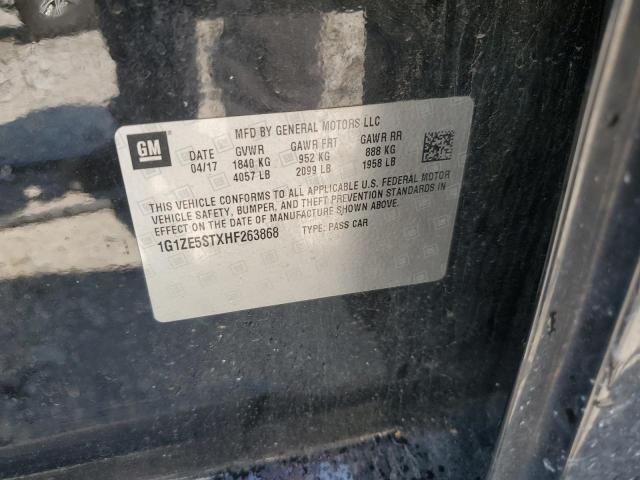 GM
MFD BY GENERAL MOTORS LLC
DATE GVWR GAWR FRT GAWR RR
04/17 1840 KG 952 KG 888 KG
4057 LB 2099 LB 1958 LB
THIS VEHICLE CONFORMS TO ALL APPLICABLE U.S. FEDERAL MOTOR
VEHICLE SAFETY, BUMPER, AND THEFT PREVENTION STANDARDS IN
EFFECT ON THE DATE OF MANUFACTURE SHOWN ABOVE.
1G1ZE5STXHF263868 TYPE: PASS CAR